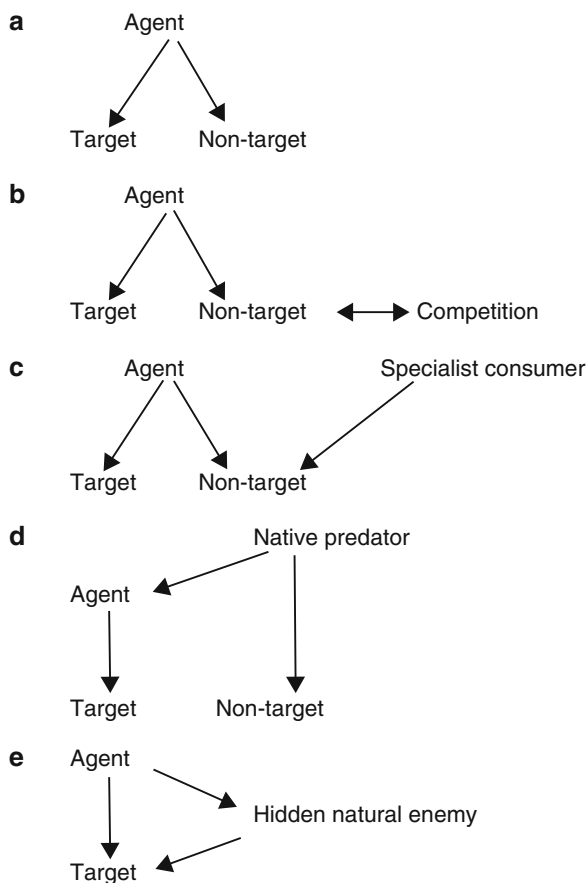 a
Agent
Target Non-target
b
Agent
Target Non-target Competition
c
Agent Specialist consumer
Target Non-target
d
Native predator
Agent
Target Non-target
e
Agent
Hidden natural enemy
Target